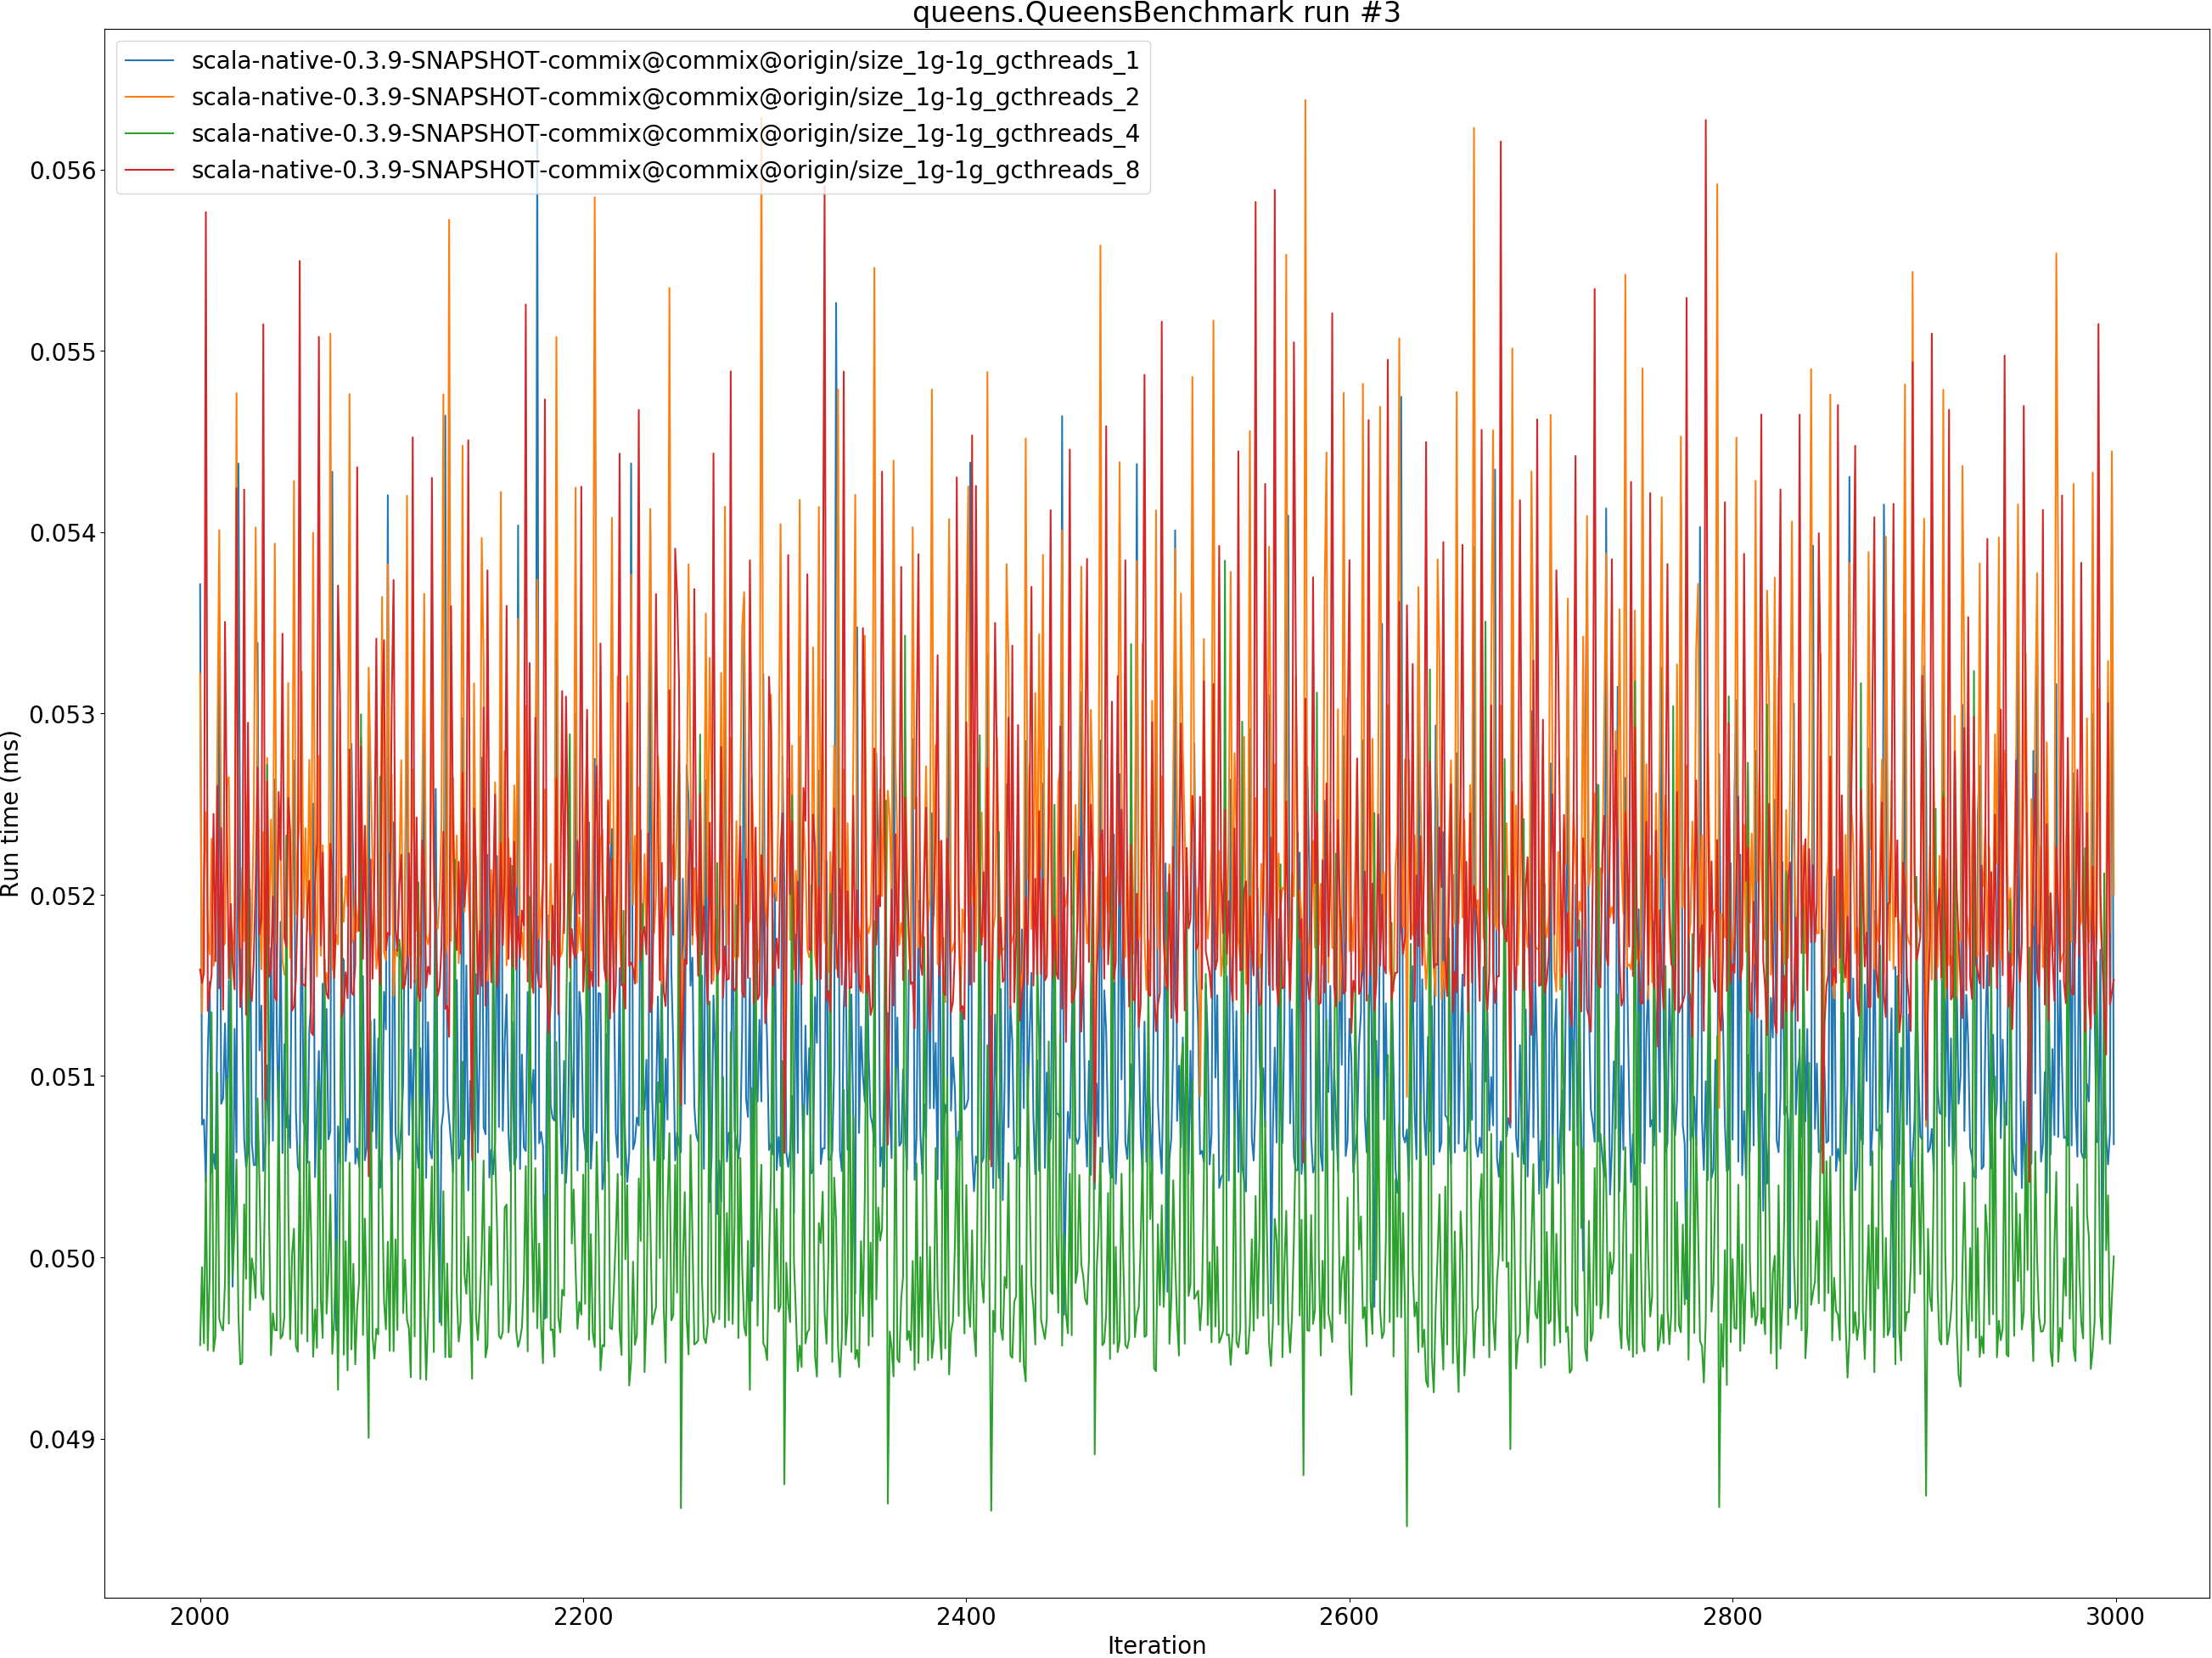 queens.QueensBenchmark run #3
scala-native-0.3.9-SNAPSHOT-commix@commix@origin/size_1g-1g_gcthreads_1
scala-native-0.3.9-SNAPSHOT-commix@commix@origin/size_1g-1g_gcthreads_2
scala-native-0.3.9-SNAPSHOT-commix@commix@origin/size_1g-1g_gcthreads_4
scala-native-0.3.9-SNAPSHOT-commix@commix@origin/size_1g-1g_gcthreads_8
0.056
0.055
0.054
0.053
0.052
0.051
0.050
0.049
Run time (ms)
2000 2200 2400 2600 2800 3000
Iteration